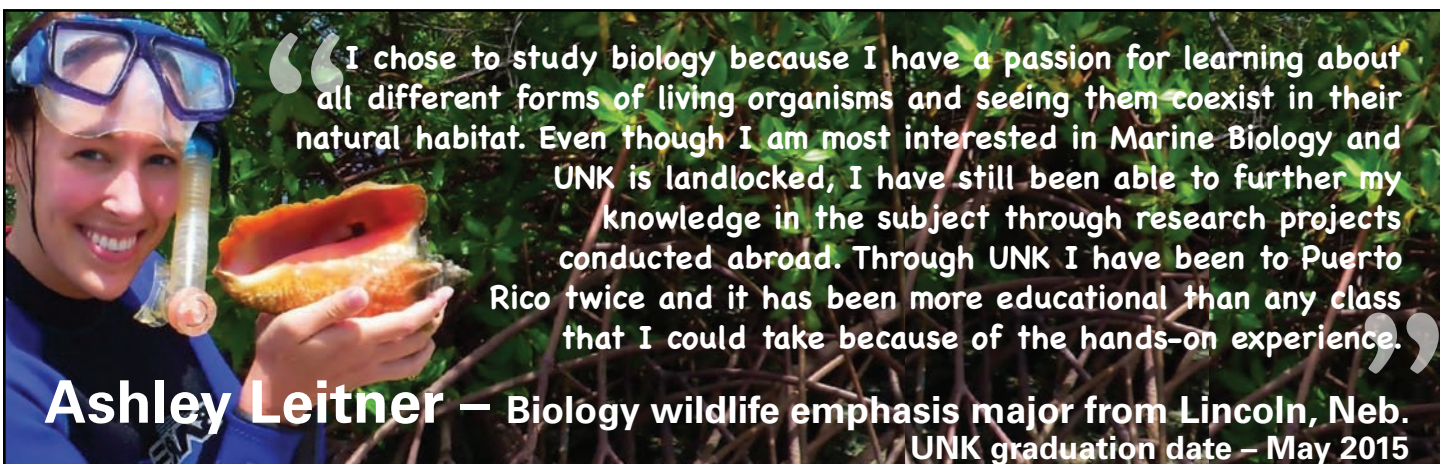 “I chose to study biology because I have a passion for learning about
all different forms of living organisms and seeing them coexist in their
natural habitat. Even though I am most interested in Marine Biology and
UNK is landlocked, I have still been able to further my
knowledge in the subject through research projects
conducted abroad. Through UNK I have been to Puerto
Rico twice and it has been more educational than any class
that I could take because of the hands-on experience.”
Ashley Leitner – Biology wildlife emphasis major from Lincoln, Neb.
UNK graduation date – May 2015